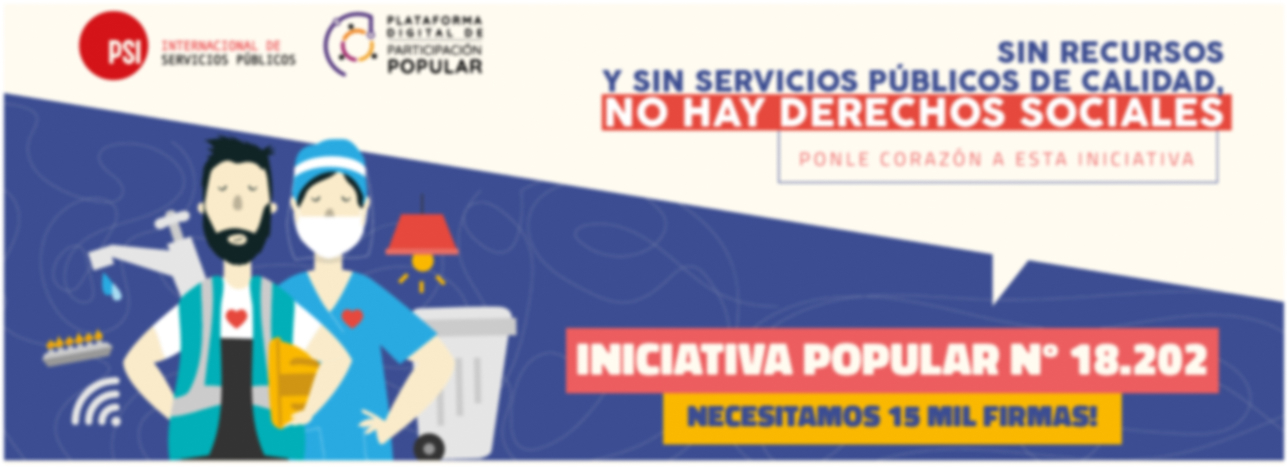 PSI
INTERNACIONAL DE
SERVICIOS PÚBLICOS
PLATAFORMA
DIGITAL DE
PARTICIPACIÓN
POPULAR
SIN RECURSOS
Y SIN SERVICIOS PÚBLICOS DE CALIDAD,
NO HAY DERECHOS SOCIALES
PONLE CORAZÓN A ESTA INICIATIVA
INICIATIVA POPULAR Nº 18.202
NECESITAMOS 15 MIL FIRMAS!